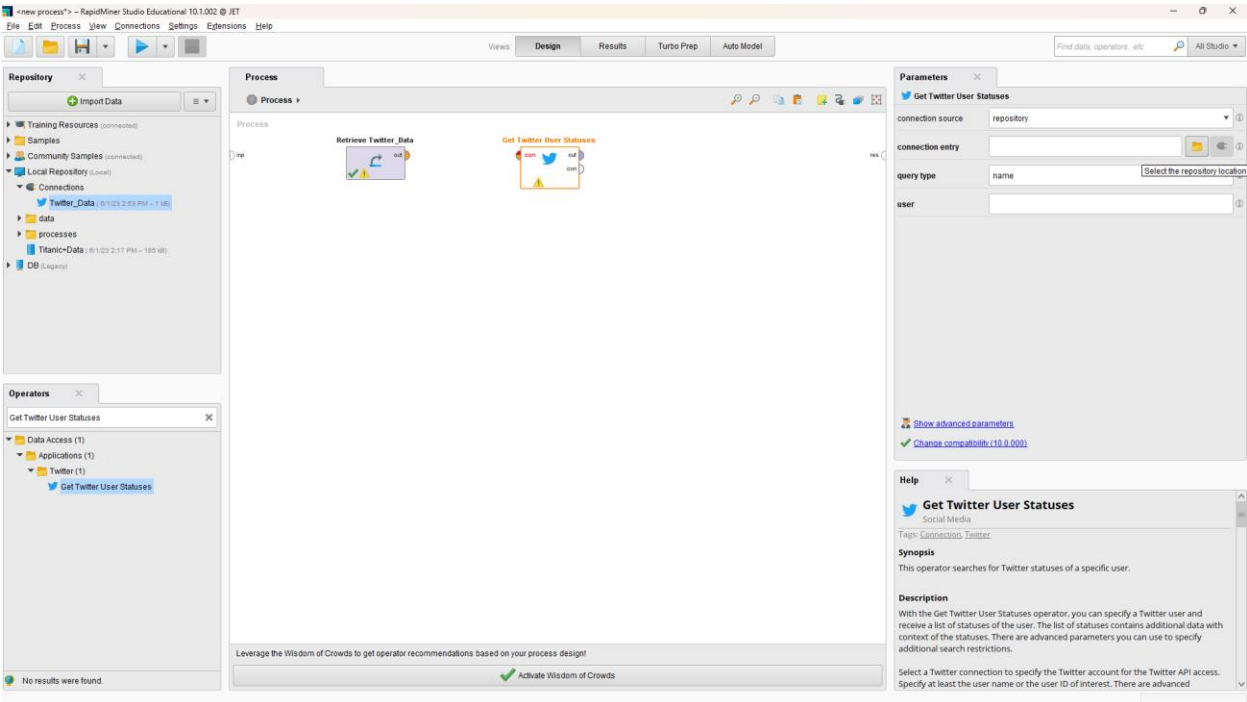 <new process*> – RapidMiner Studio Educational 10.1.002 @ JET
File Edit Process View Connections Settings Extensions Help
Views: Design Results Turbo Prep Auto Model
Find data, operators...etc
All Studio
Repository
Import Data
Training Resources (connected)
Samples
Community Samples (connected)
Local Repository (Local)
Connections
Twitter_Data ( 6/1/23 2:53 PM – 1 kB)
data
processes
Titanic+Data ( 6/1/23 2:17 PM – 185 kB)
DB (Legacy)
Operators
Get Twitter User Statuses
Data Access (1)
Applications (1)
Twitter (1)
Get Twitter User Statuses
No results were found.
Process
Process
Process
inp
Retrieve Twitter_Data
out
Get Twitter User Statuses
con
out
con
res
Leverage the Wisdom of Crowds to get operator recommendations based on your process design!
Activate Wisdom of Crowds
Parameters
Get Twitter User Statuses
connection source
repository
connection entry
Select the repository location
query type
name
user
Show advanced parameters
Change compatibility (10.0.000)
Help
Get Twitter User Statuses
Social Media
Tags: Connection, Twitter
Synopsis
This operator searches for Twitter statuses of a specific user.
Description
With the Get Twitter User Statuses operator, you can specify a Twitter user and
receive a list of statuses of the user. The list of statuses contains additional data with
context of the statuses. There are advanced parameters you can use to specify
additional search restrictions.
Select a Twitter connection to specify the Twitter account for the Twitter API access.
Specify at least the user name or the user ID of interest. There are advanced